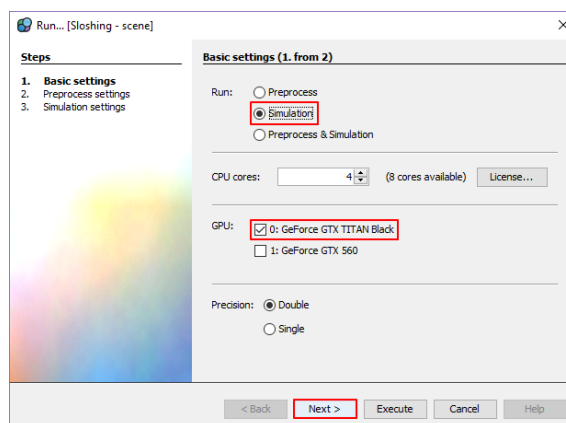 Run... [Sloshing - scene]
Steps
1. Basic settings
2. Preprocess settings
3. Simulation settings
Basic settings (1. from 2)
Run: Preprocess
Simulation
Preprocess & Simulation
CPU cores: 4 (8 cores available) License...
GPU: 0: GeForce GTX TITAN Black
1: GeForce GTX 560
Precision: Double
Single
< Back Next > Execute Cancel Help